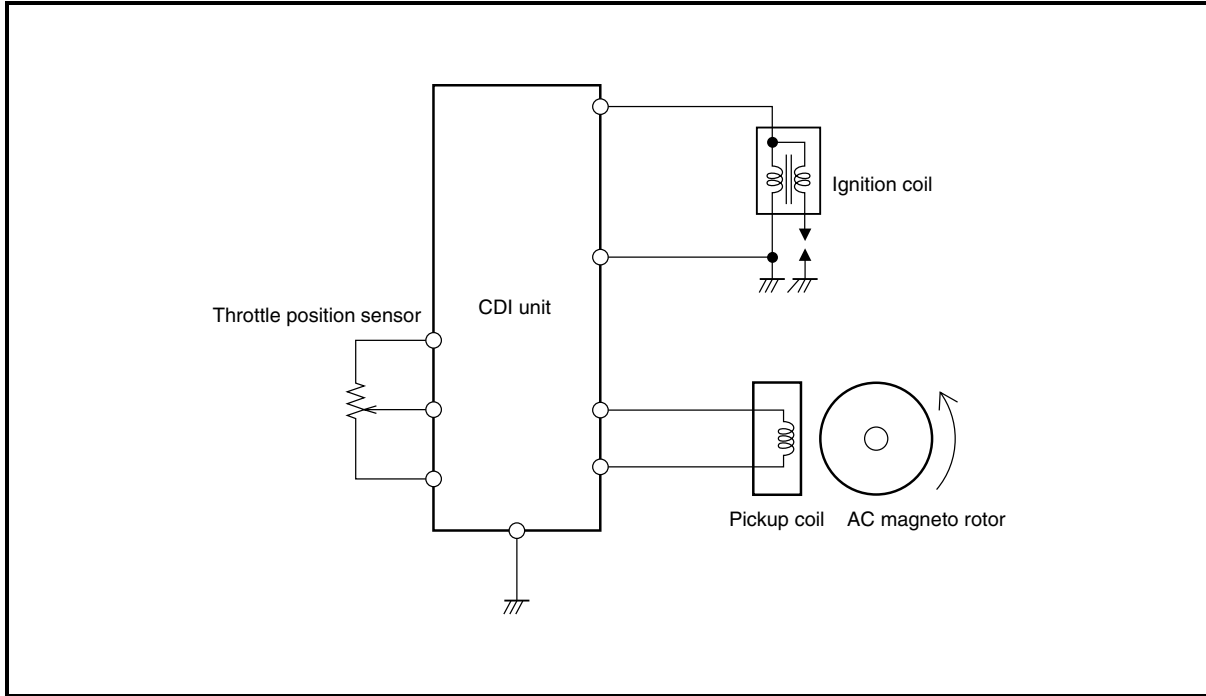 Ignition coil
CDI unit
Throttle position sensor
Pickup coil
AC magneto rotor